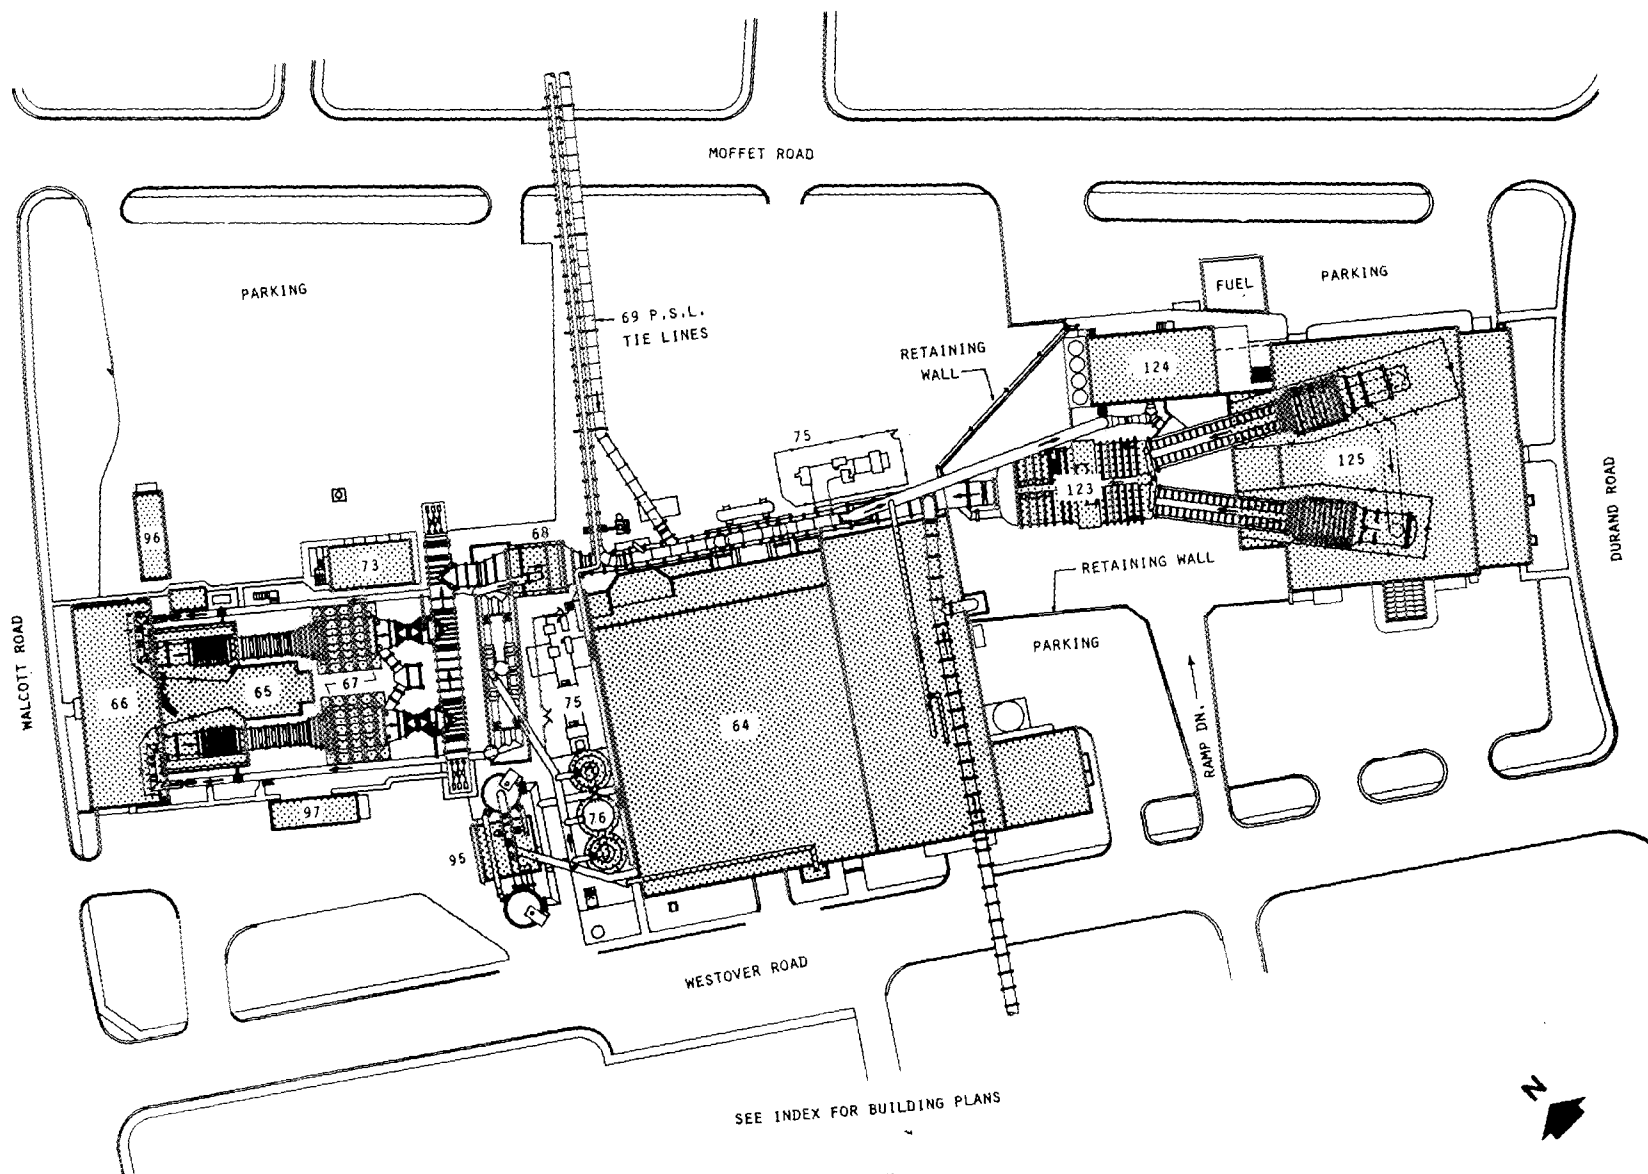 MOFFET ROAD
FUEL
PARKING
PARKING
69 P.S.L.
TIE LINES
RETAINING
WALL
124
75
125
123
DURAND ROAD
96
68
73
RETAINING WALL
WALCOTT ROAD
PARKING
66
65
67
75
64
RAMP DN.
97
76
95
WESTOVER ROAD
SEE INDEX FOR BUILDING PLANS
N